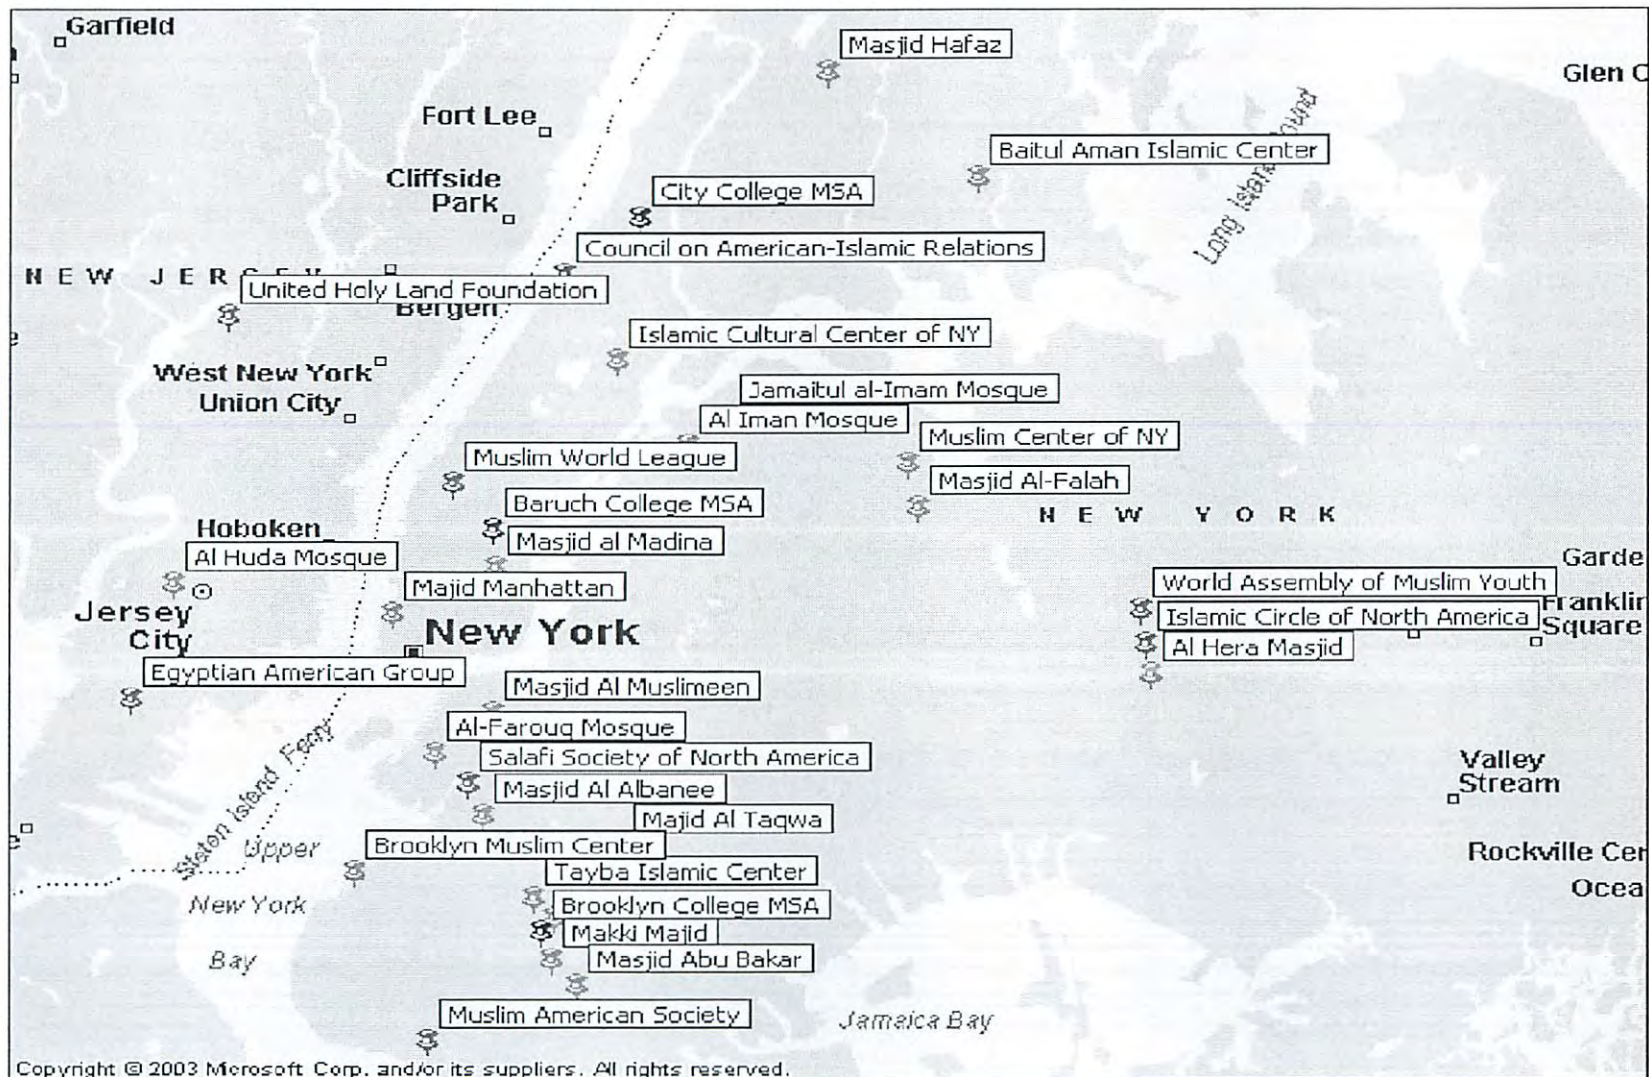 Garfield
Masjid Hafaz
Glen C
Fort Lee
Baitul Aman Islamic Center
Long Island Sound
Cliffside
Park
City College MSA
Council on American-Islamic Relations
NEW JERSEY
United Holy Land Foundation
Bergen
Islamic Cultural Center of NY
West New York
Union City
Jamaitul al-Imam Mosque
Al Iman Mosque
Muslim Center of NY
Muslim World League
Masjid Al-Falah
Baruch College MSA
NEW YORK
Hoboken
Masjid al Madina
Al Huda Mosque
Garde
Majid Manhattan
World Assembly of Muslim Youth
Jersey
City
Islamic Circle of North America
Franklin
Square
New York
Al Hera Masjid
Egyptian American Group
Masjid Al Muslimeen
Al-Farouq Mosque
Staten Island Ferry
Salafi Society of North America
Valley
Stream
Masjid Al Albanee
Majid Al Taqwa
Upper
New York
Bay
Brooklyn Muslim Center
Rockville Cen
Ocea
Tayba Islamic Center
Brooklyn College MSA
Makki Majid
Masjid Abu Bakar
Muslim American Society
Jamaica Bay
Copyright © 2003 Microsoft Corp. and/or its suppliers. All rights reserved.